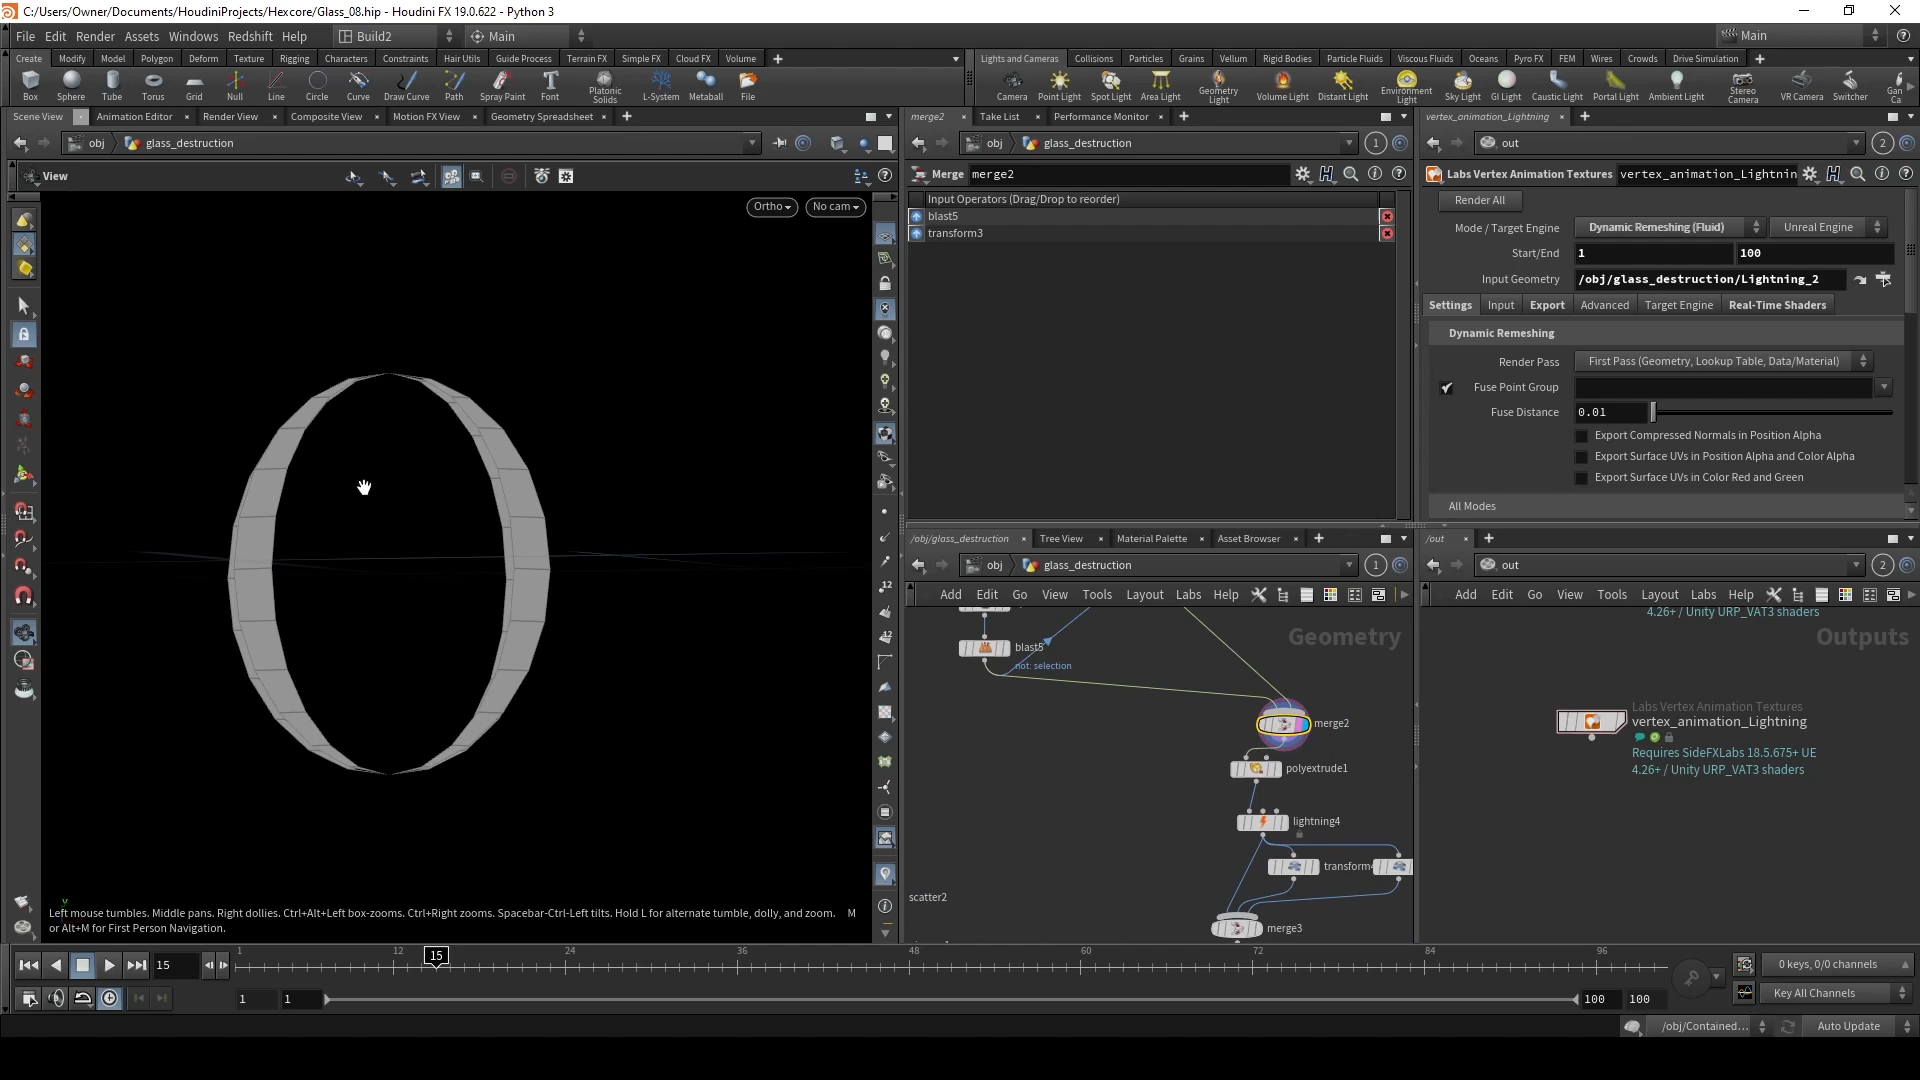 C:/Users/Owner/Documents/HoudiniProjects/Hexcore/Glass_08.hip - Houdini FX 19.0.622 - Python 3
File Edit Render Assets Windows Redshift Help Build2 Main Main
Create Modify Model Polygon Deform Texture Rigging Characters Constraints Hair Utils Guide Process Terrain FX Simple FX Cloud FX Volume
Lights and Cameras Collisions Particles Grains Vellum Rigid Bodies Particle Fluids Viscous Fluids Oceans Pyro FX FEM Wires Crowds Drive Simulation
Box Sphere Tube Torus Grid Null Line Circle Curve Draw Curve Path Spray Paint Font Platonic Solids L-System Metaball File
Camera Point Light Spot Light Area Light Geometry Light Volume Light Distant Light Environment Light Sky Light GI Light Caustic Light Portal Light Ambient Light Stereo Camera VR Camera Switcher Gan Ca
Scene View Animation Editor Render View Composite View Motion FX View Geometry Spreadsheet
merge2 Take List Performance Monitor
vertex_animation_Lightning
obj glass_destruction
obj glass_destruction 1
out 2
View
Merge merge2
Labs Vertex Animation Textures vertex_animation_Lightnin
Ortho No cam
Input Operators (Drag/Drop to reorder)
blast5
transform3
Render All
Mode / Target Engine Dynamic Remeshing (Fluid) Unreal Engine
Start/End 1 100
Input Geometry /obj/glass_destruction/Lightning_2
Settings Input Export Advanced Target Engine Real-Time Shaders
Dynamic Remeshing
Render Pass First Pass (Geometry, Lookup Table, Data/Material)
Fuse Point Group
Fuse Distance 0.01
Export Compressed Normals in Position Alpha
Export Surface UVs in Position Alpha and Color Alpha
Export Surface UVs in Color Red and Green
All Modes
/obj/glass_destruction Tree View Material Palette Asset Browser
/out
obj glass_destruction 1
out 2
Add Edit Go View Tools Layout Labs Help
Add Edit Go View Tools Layout Labs Help
4.26+ / Unity URP_VAT3 shaders
Geometry
Outputs
blast5
not: selection
merge2
polyextrude1
lightning4
transform
scatter2
merge3
Labs Vertex Animation Textures
vertex_animation_Lightning
Requires SideFXLabs 18.5.675+ UE
4.26+ / Unity URP_VAT3 shaders
12
12
y
Left mouse tumbles. Middle pans. Right dollies. Ctrl+Alt+Left box-zooms. Ctrl+Right zooms. Spacebar-Ctrl-Left tilts. Hold L for alternate tumble, dolly, and zoom. M
or Alt+M for First Person Navigation.
15 1 12 15 24 36 48 60 72 84 96
0 keys, 0/0 channels
1 1 100 100
Key All Channels
/obj/Contained... Auto Update